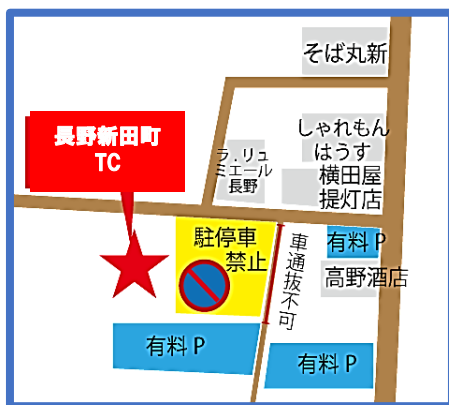 そば丸新
長野新田町
TC
しゃれもん
はうす
ラ.リュ
ミエール
長野
横田屋
提灯店
駐停車
禁止
車通抜不可
有料 P
高野酒店
有料 P
有料 P